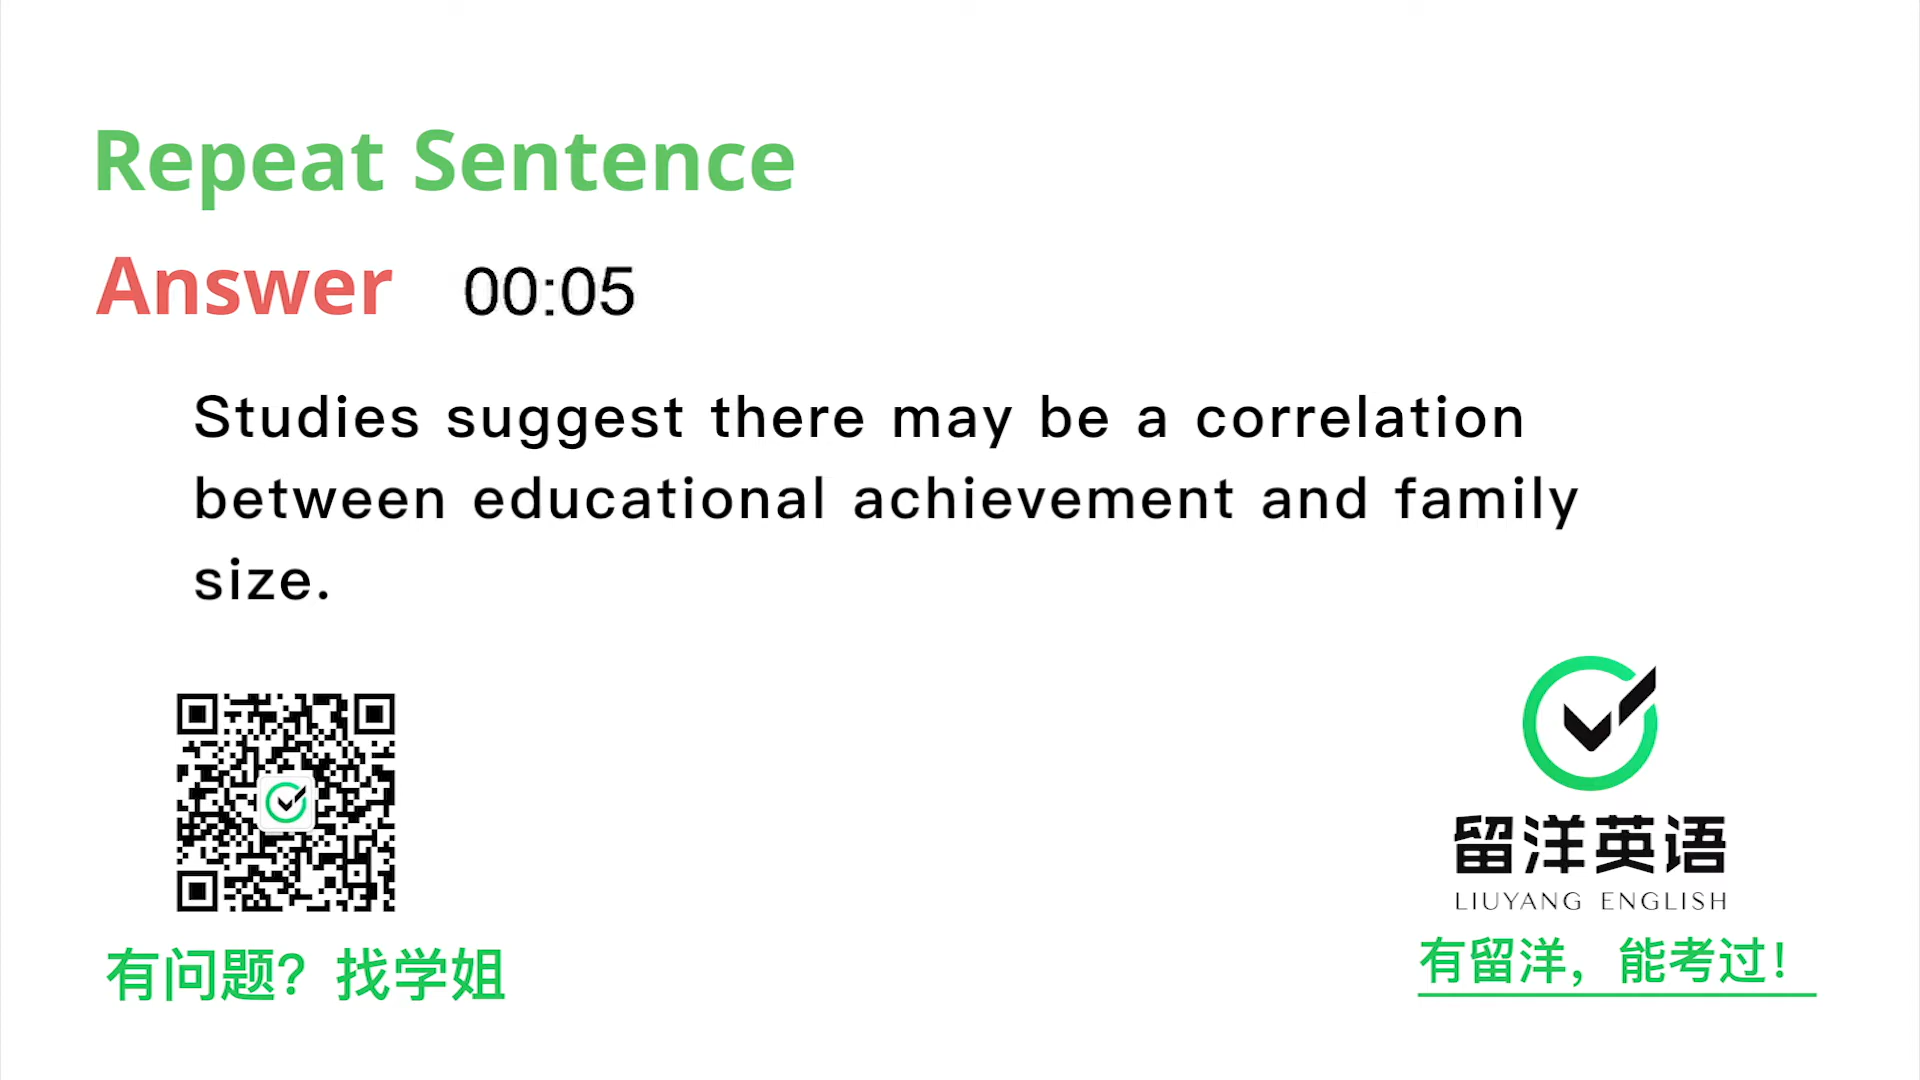 Repeat Sentence
Answer 00:05
Studies suggest there may be a correlation
between educational achievement and family
size.
留洋英语
LIUYANG ENGLISH
有问题？找学姐
有留洋，能考过！